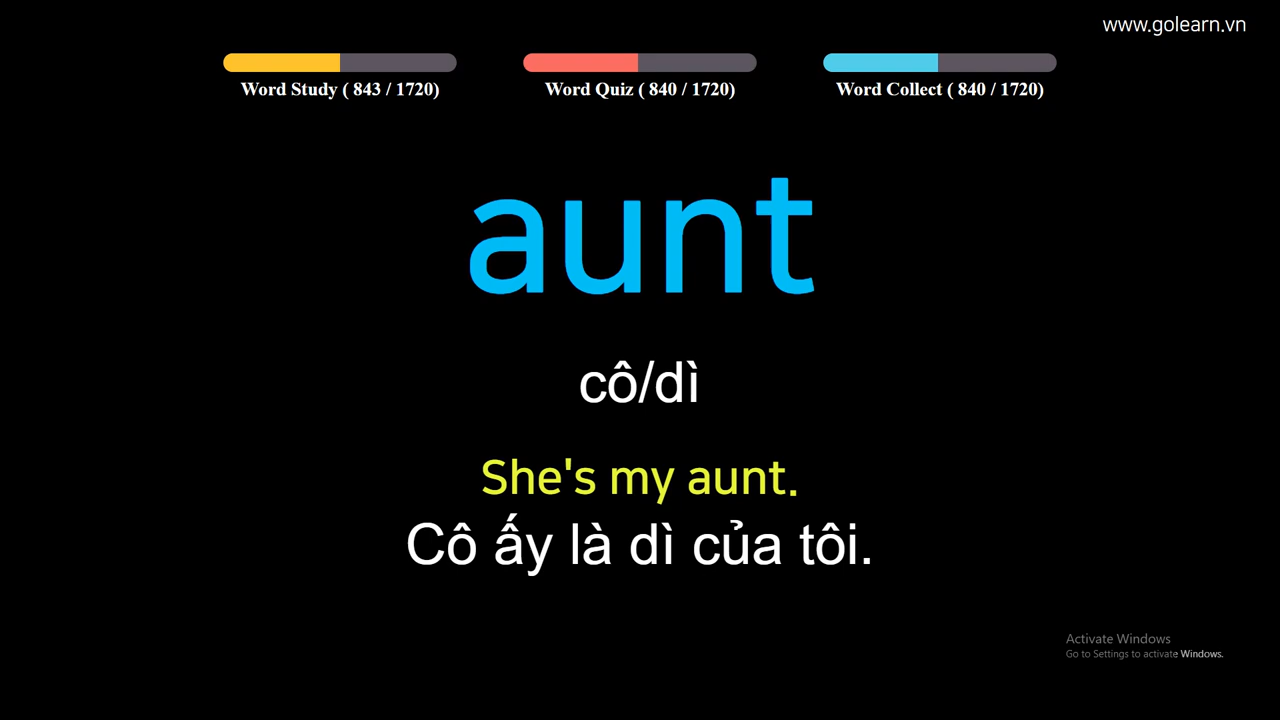 www.golearn.vn
Word Study ( 843 / 1720)
Word Quiz ( 840 / 1720)
Word Collect ( 840 / 1720)
aunt
cô/dì
She's my aunt.
Cô ấy là dì của tôi.
Activate Windows
Go to Settings to activate Windows.